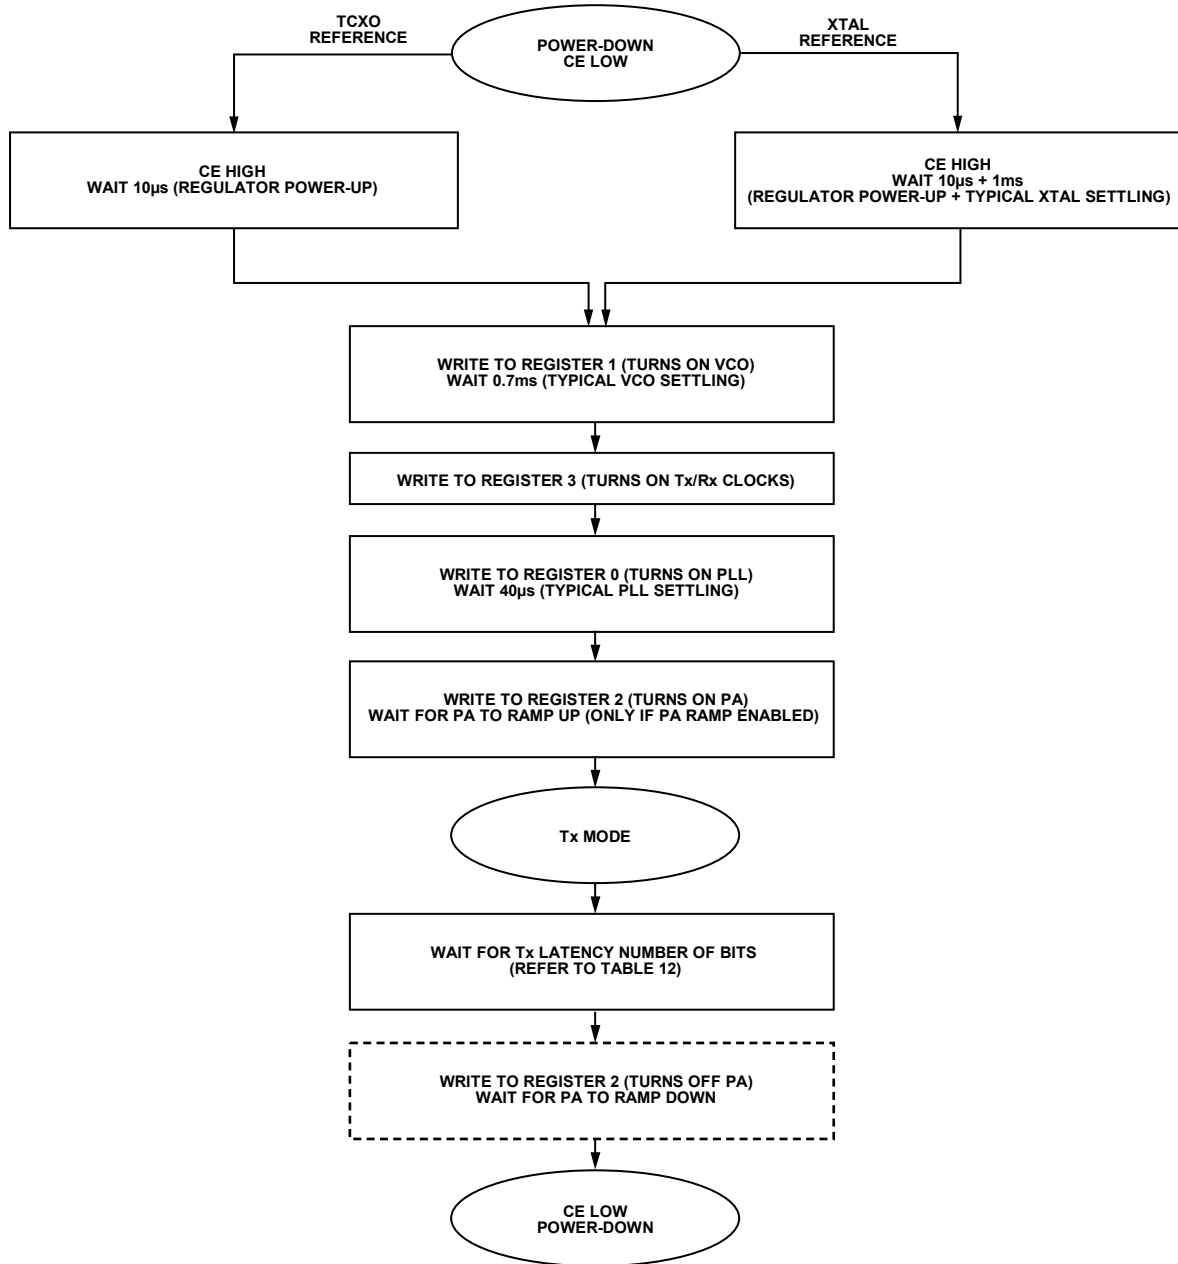 TCXO
REFERENCE
POWER-DOWN
CE LOW
XTAL
REFERENCE
CE HIGH
WAIT 10µs (REGULATOR POWER-UP)
CE HIGH
WAIT 10µs + 1ms
(REGULATOR POWER-UP + TYPICAL XTAL SETTLING)
WRITE TO REGISTER 1 (TURNS ON VCO)
WAIT 0.7ms (TYPICAL VCO SETTLING)
WRITE TO REGISTER 3 (TURNS ON Tx/Rx CLOCKS)
WRITE TO REGISTER 0 (TURNS ON PLL)
WAIT 40µs (TYPICAL PLL SETTLING)
WRITE TO REGISTER 2 (TURNS ON PA)
WAIT FOR PA TO RAMP UP (ONLY IF PA RAMP ENABLED)
Tx MODE
WAIT FOR Tx LATENCY NUMBER OF BITS
(REFER TO TABLE 12)
WRITE TO REGISTER 2 (TURNS OFF PA)
WAIT FOR PA TO RAMP DOWN
CE LOW
POWER-DOWN